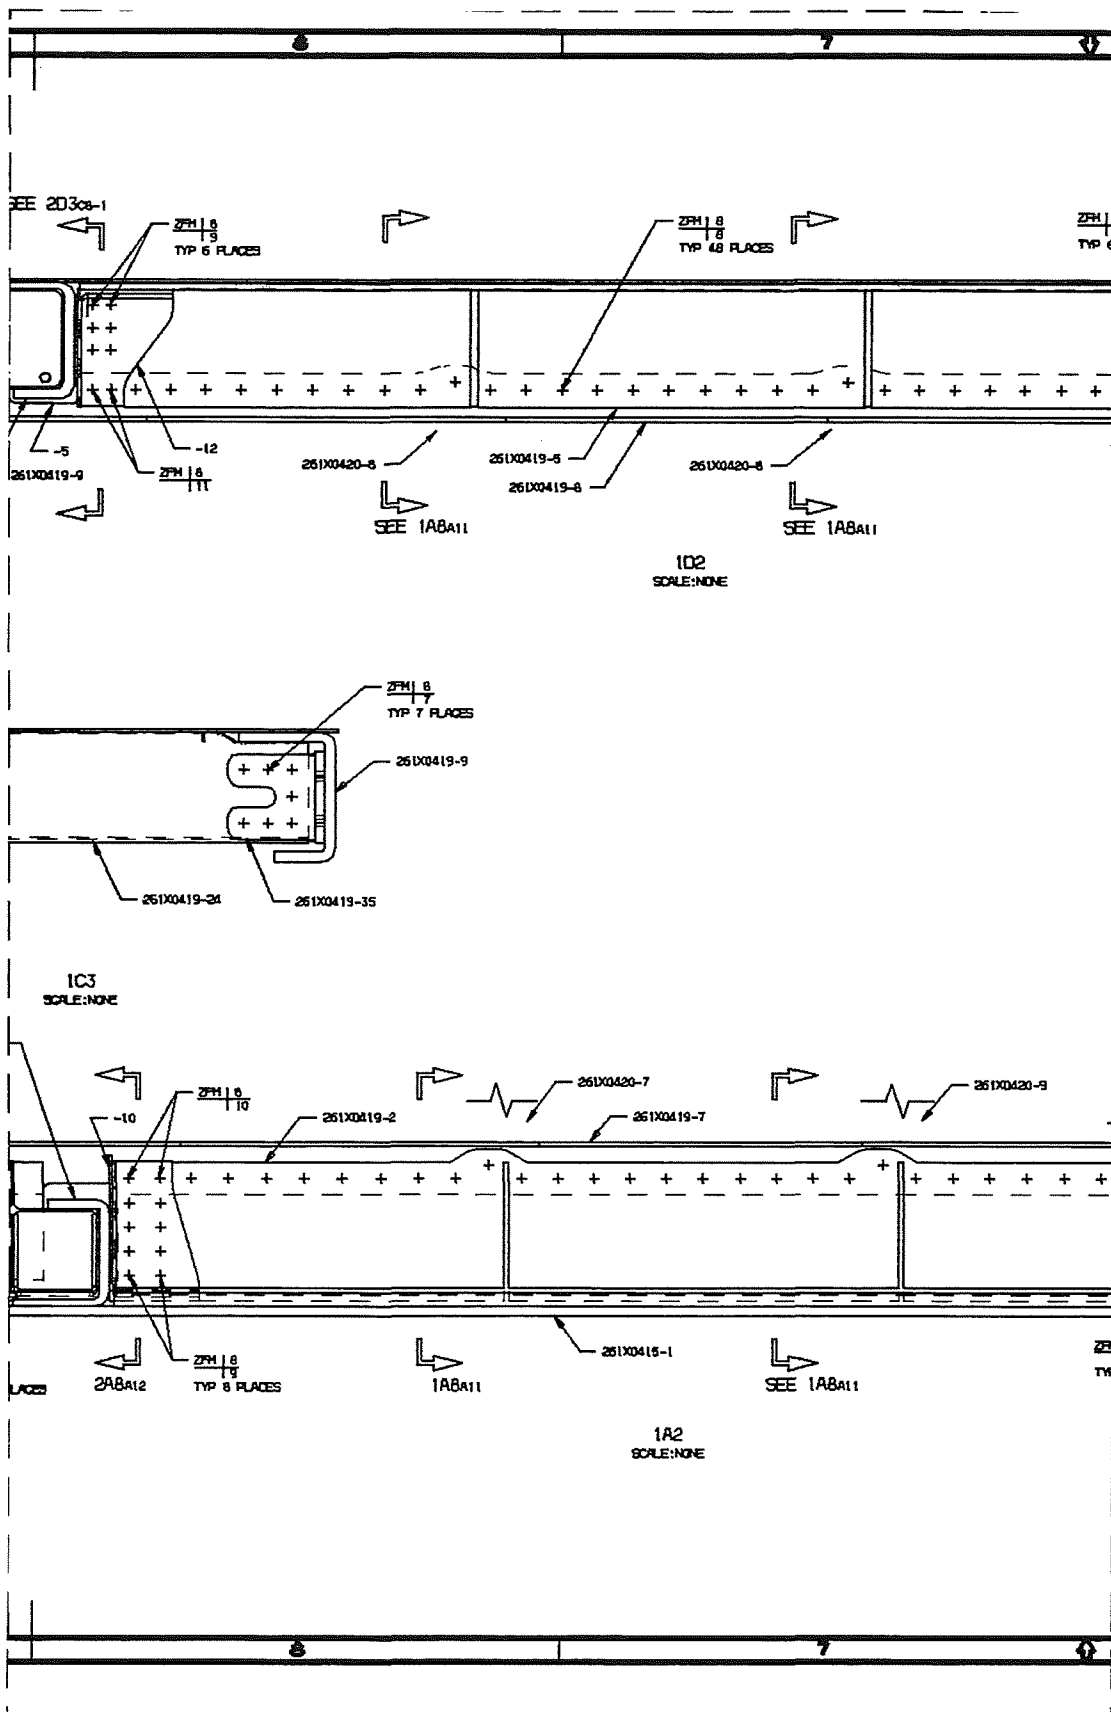 8 7
SEE 2D3C8-1
ZFM 6
9
TYP 6 PLACES
ZFM 8
8
TYP 48 PLACES
-5
-12
261X0419-9
ZFM 8
11
261X0420-8
261X0419-6
261X0419-8
261X0420-8
SEE 1A8A11
SEE 1A8A11
1D2
SCALE:NONE
ZFM 8
7
TYP 7 PLACES
261X0419-9
261X0419-24
261X0419-35
1C3
SCALE:NONE
261X0420-7
261X0420-9
ZFM 6
10
-10
261X0419-2
261X0419-7
261X0415-1
ZFM 8
9
TYP 8 PLACES
2A8A12
1A8A11
SEE 1A8A11
1A2
SCALE:NONE
8 7